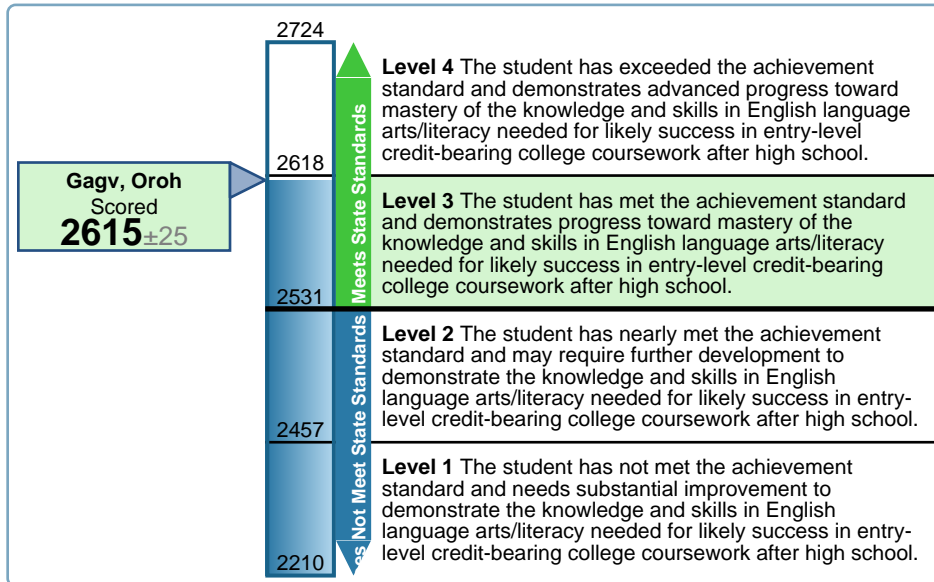 2724
Level 4 The student has exceeded the achievement
standard and demonstrates advanced progress toward
mastery of the knowledge and skills in English language
arts/literacy needed for likely success in entry-level
credit-bearing college coursework after high school.
2618
Gagv, Oroh
Scored
2615±25
Level 3 The student has met the achievement standard
and demonstrates progress toward mastery of the
knowledge and skills in English language arts/literacy
needed for likely success in entry-level credit-bearing
college coursework after high school.
2531
Meets State Standards
Level 2 The student has nearly met the achievement
standard and may require further development to
demonstrate the knowledge and skills in English
language arts/literacy needed for likely success in entry-
level credit-bearing college coursework after high school.
2457
Level 1 The student has not met the achievement
standard and needs substantial improvement to
demonstrate the knowledge and skills in English
language arts/literacy needed for likely success in entry-
level credit-bearing college coursework after high school.
2210
es Not Meet State Standards